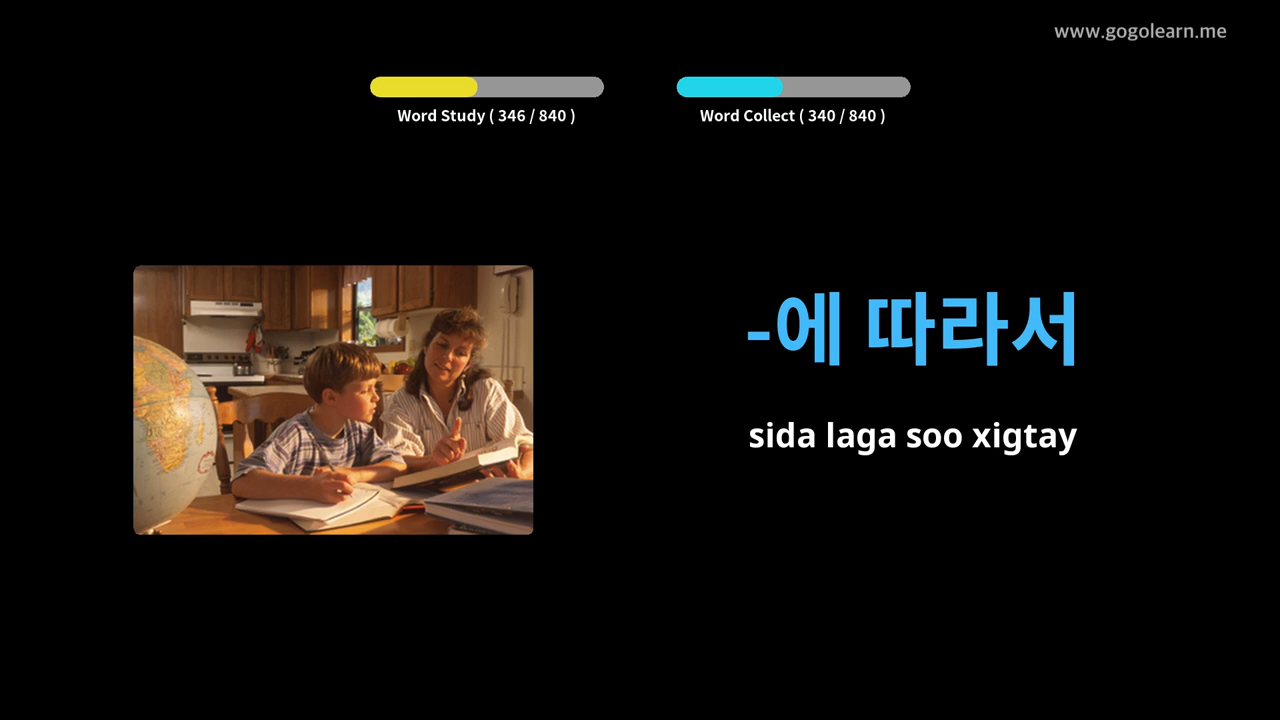 www.gogolearn.me
Word Study ( 346 / 840 )
Word Collect ( 340 / 840 )
-에 따라서
sida laga soo xigtay